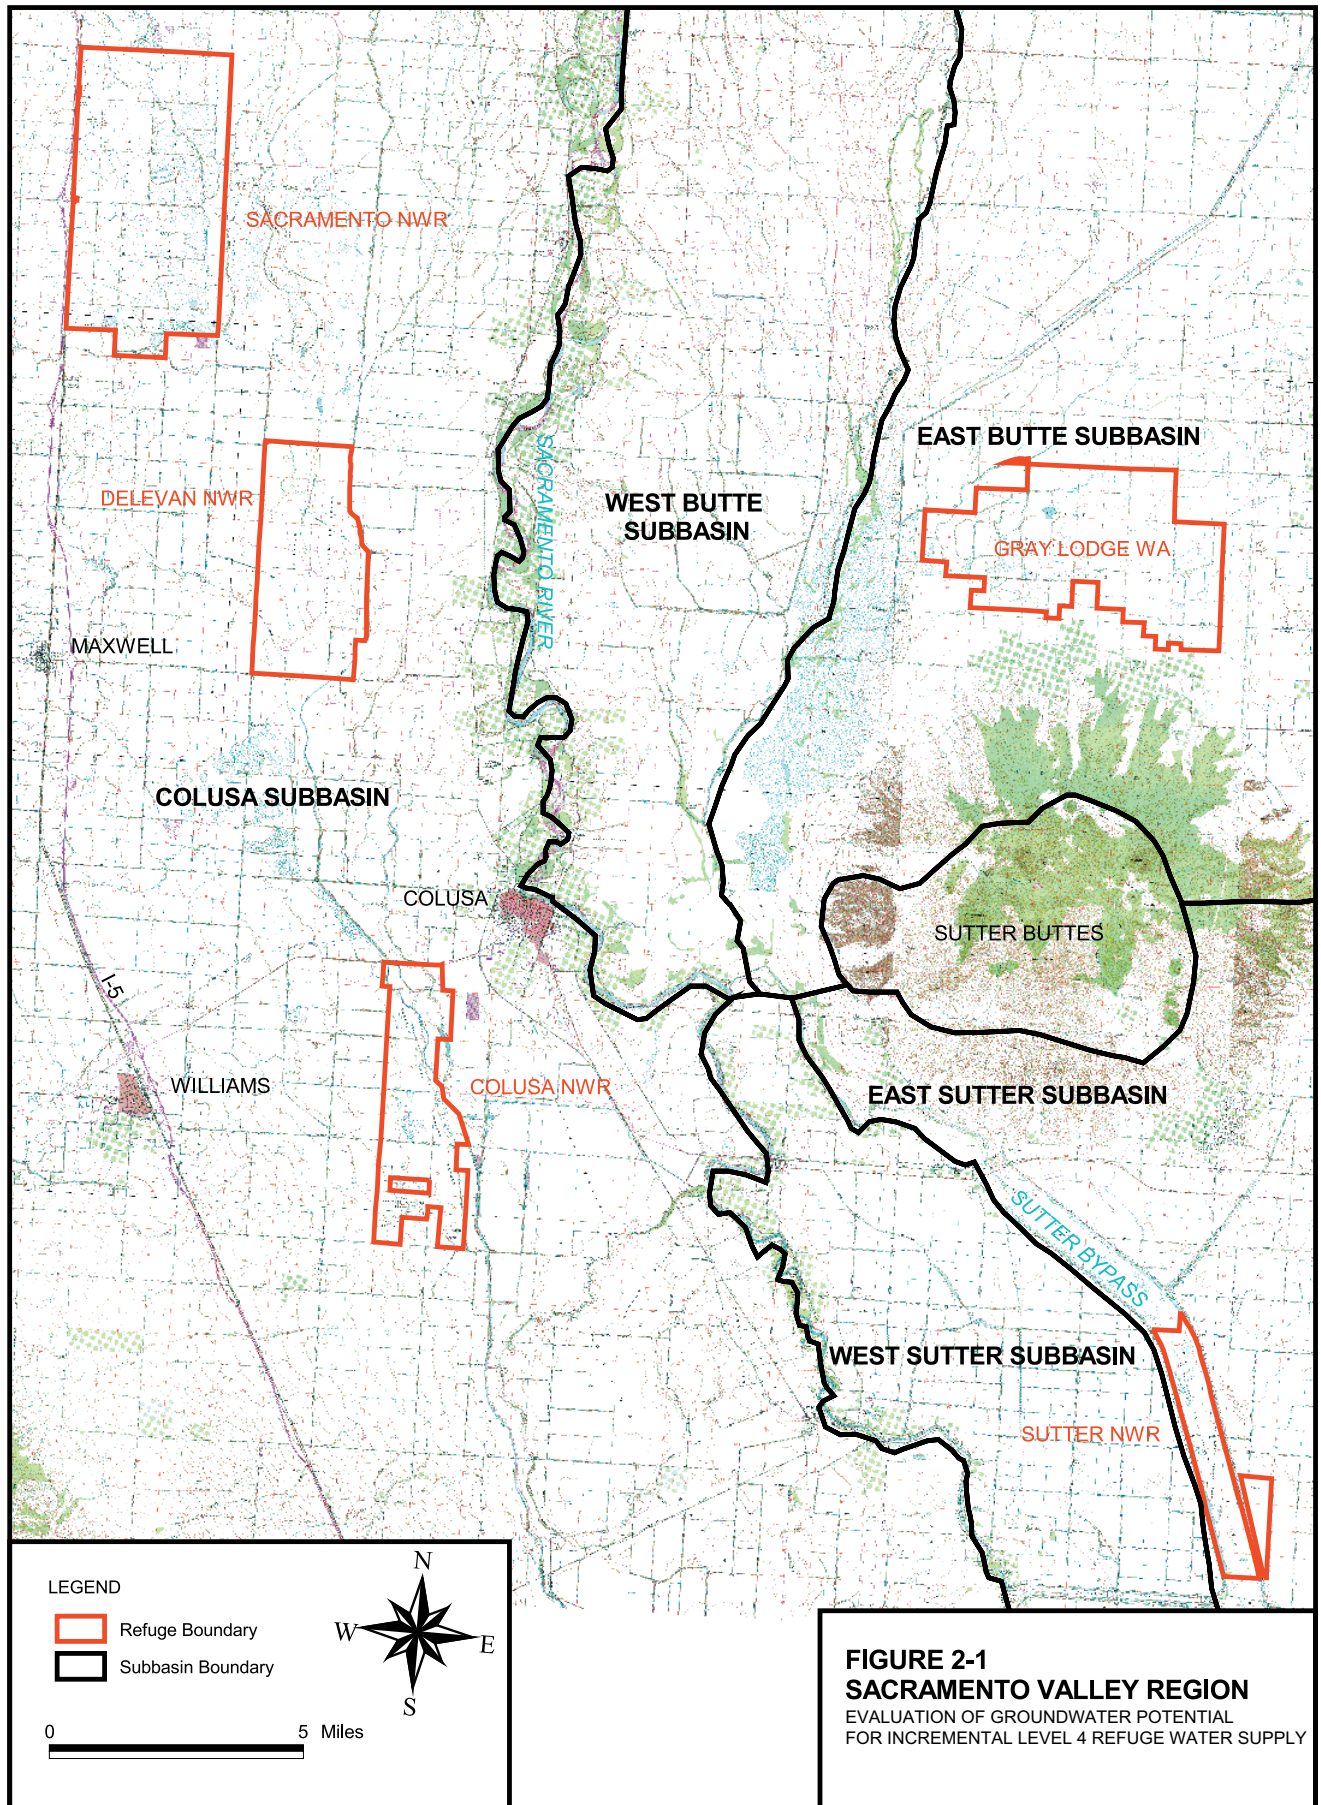 SACRAMENTO NWR
EAST BUTTE SUBBASIN
SACRAMENTO RIVER
DELEVAN NWR
WEST BUTTE
SUBBASIN
GRAY LODGE WA
MAXWELL
COLUSA SUBBASIN
COLUSA
SUTTER BUTTES
I-5
WILLIAMS
COLUSA NWR
EAST SUTTER SUBBASIN
SUTTER BYPASS
WEST SUTTER SUBBASIN
SUTTER NWR
LEGEND
Refuge Boundary
Subbasin Boundary
N
W
E
S
0 5 Miles
FIGURE 2-1
SACRAMENTO VALLEY REGION
EVALUATION OF GROUNDWATER POTENTIAL
FOR INCREMENTAL LEVEL 4 REFUGE WATER SUPPLY